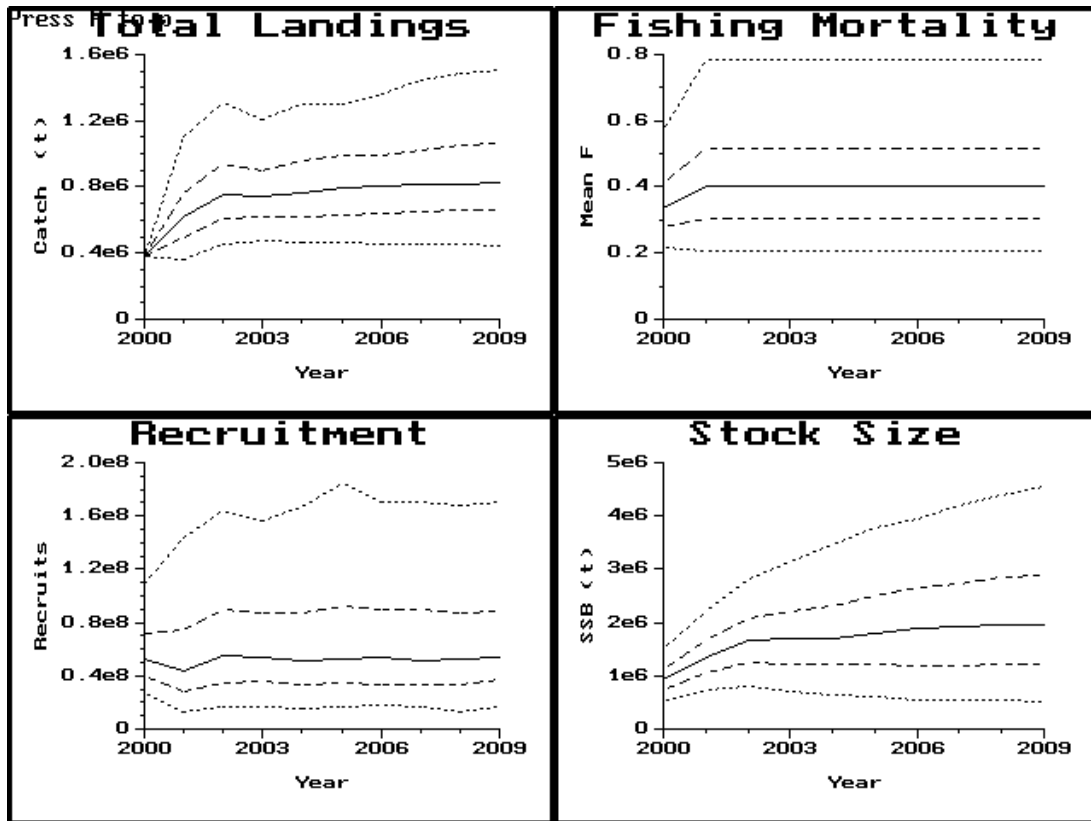 Press
Total Landings
1.6e6
1.2e6
0.8e6
0.4e6
0
Catch (t)
2000 2003 2006 2009
Year
Fishing Mortality
0.8
0.6
0.4
0.2
0
Mean F
2000 2003 2006 2009
Year
Recruitment
2.0e8
1.6e8
1.2e8
0.8e8
0.4e8
0
Recruits
2000 2003 2006 2009
Year
Stock Size
5e6
4e6
3e6
2e6
1e6
0
SSB (t)
2000 2003 2006 2009
Year